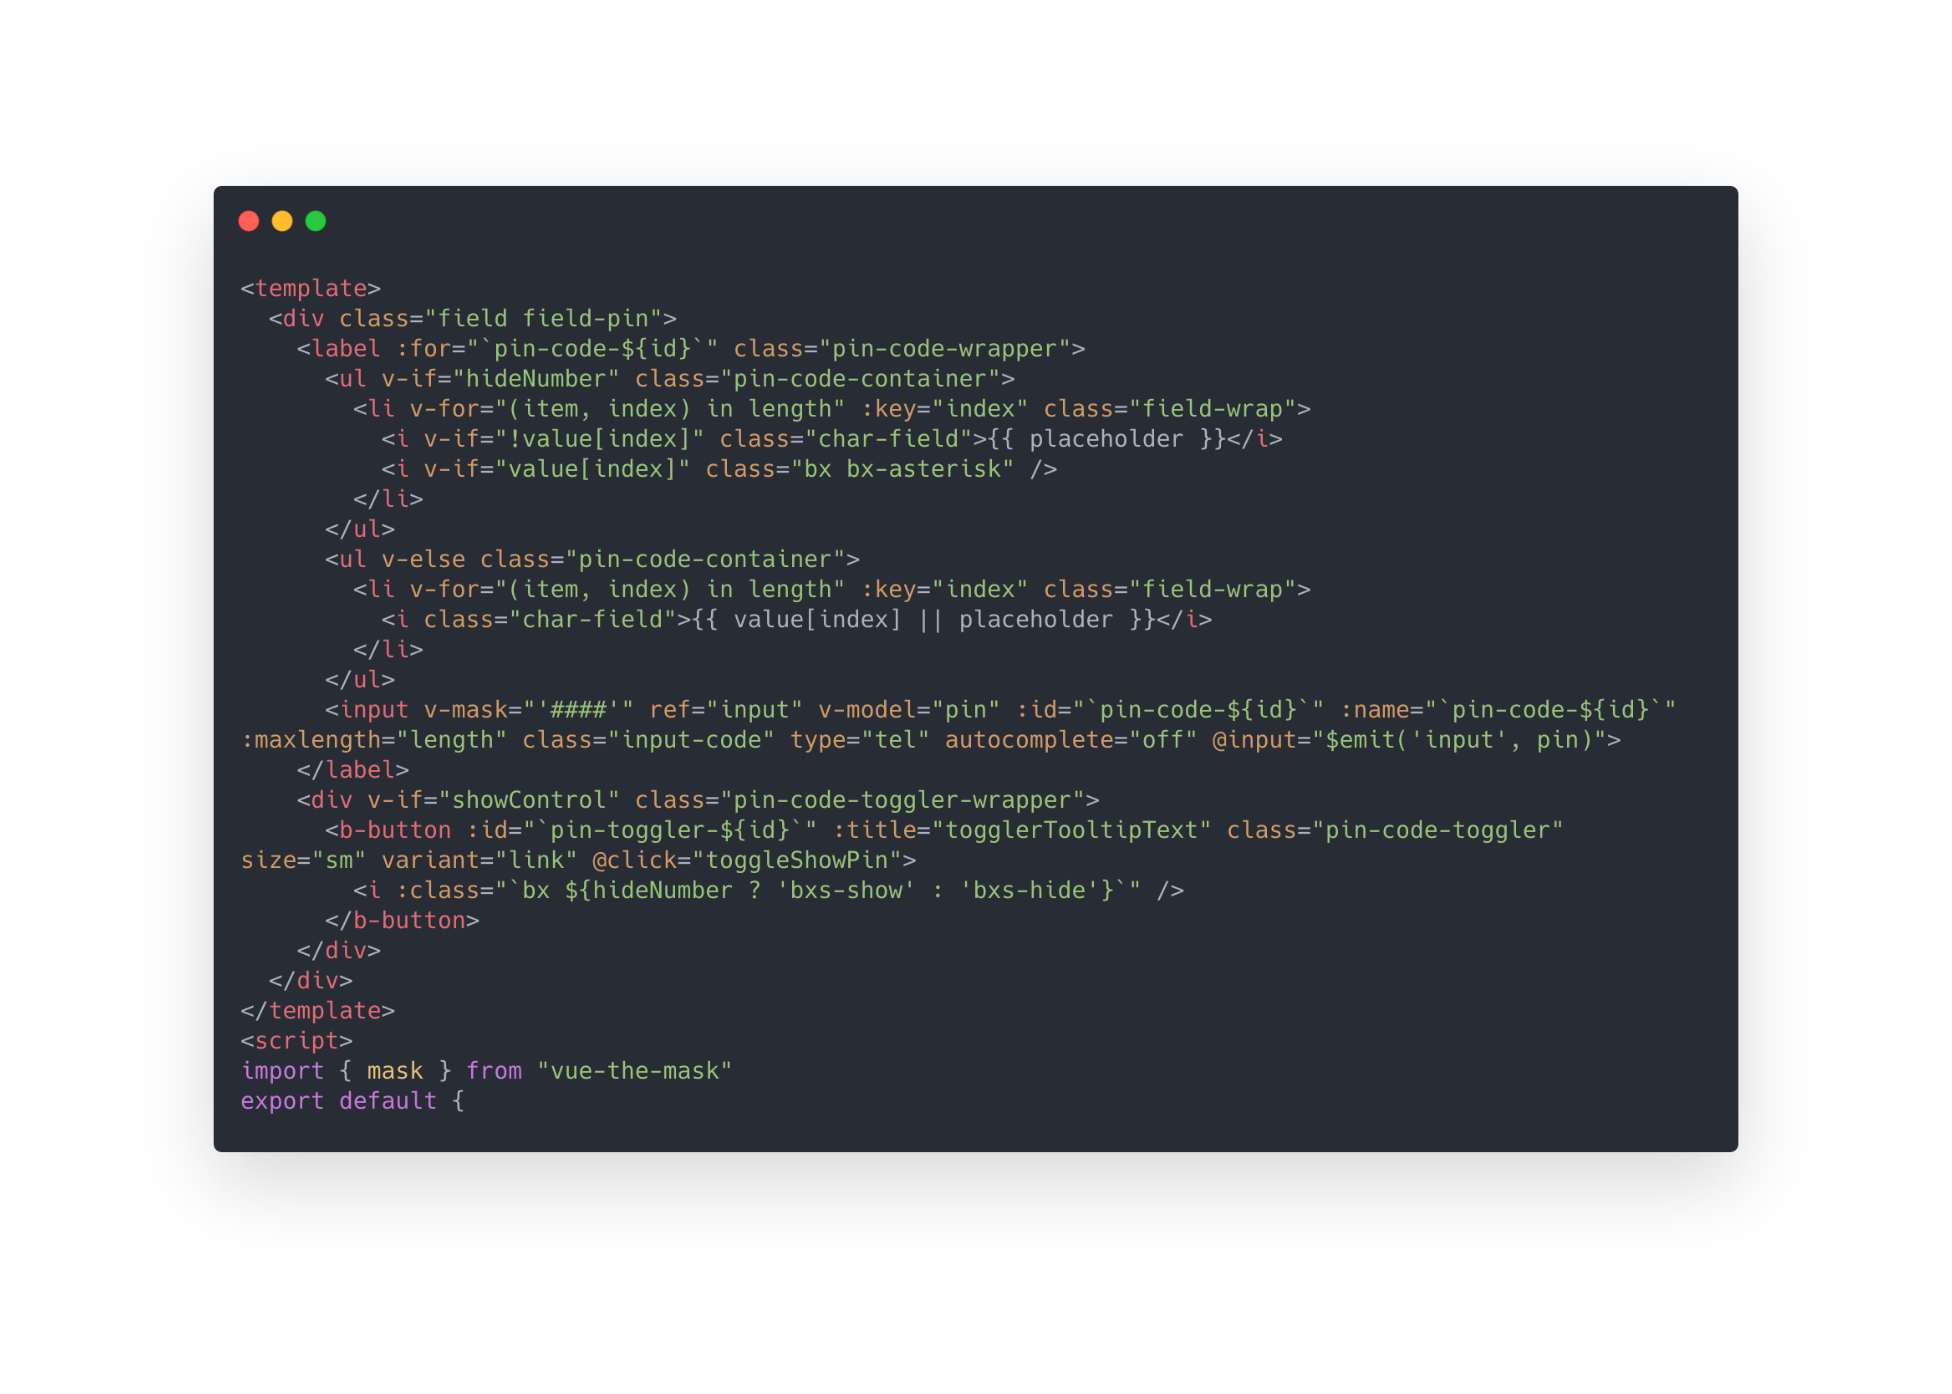 <template>
  <div class="field field-pin">
    <label :for="`pin-code-${id}`" class="pin-code-wrapper">
      <ul v-if="hideNumber" class="pin-code-container">
        <li v-for="(item, index) in length" :key="index" class="field-wrap">
          <i v-if="!value[index]" class="char-field">{{ placeholder }}</i>
          <i v-if="value[index]" class="bx bx-asterisk" />
        </li>
      </ul>
      <ul v-else class="pin-code-container">
        <li v-for="(item, index) in length" :key="index" class="field-wrap">
          <i class="char-field">{{ value[index] || placeholder }}</i>
        </li>
      </ul>
      <input v-mask="'####'" ref="input" v-model="pin" :id="`pin-code-${id}`" :name="`pin-code-${id}`"
:maxlength="length" class="input-code" type="tel" autocomplete="off" @input="$emit('input', pin)">
    </label>
    <div v-if="showControl" class="pin-code-toggler-wrapper">
      <b-button :id="`pin-toggler-${id}`" :title="togglerTooltipText" class="pin-code-toggler"
size="sm" variant="link" @click="toggleShowPin">
        <i :class="`bx ${hideNumber ? 'bxs-show' : 'bxs-hide'}`" />
      </b-button>
    </div>
  </div>
</template>
<script>
import { mask } from "vue-the-mask"
export default {